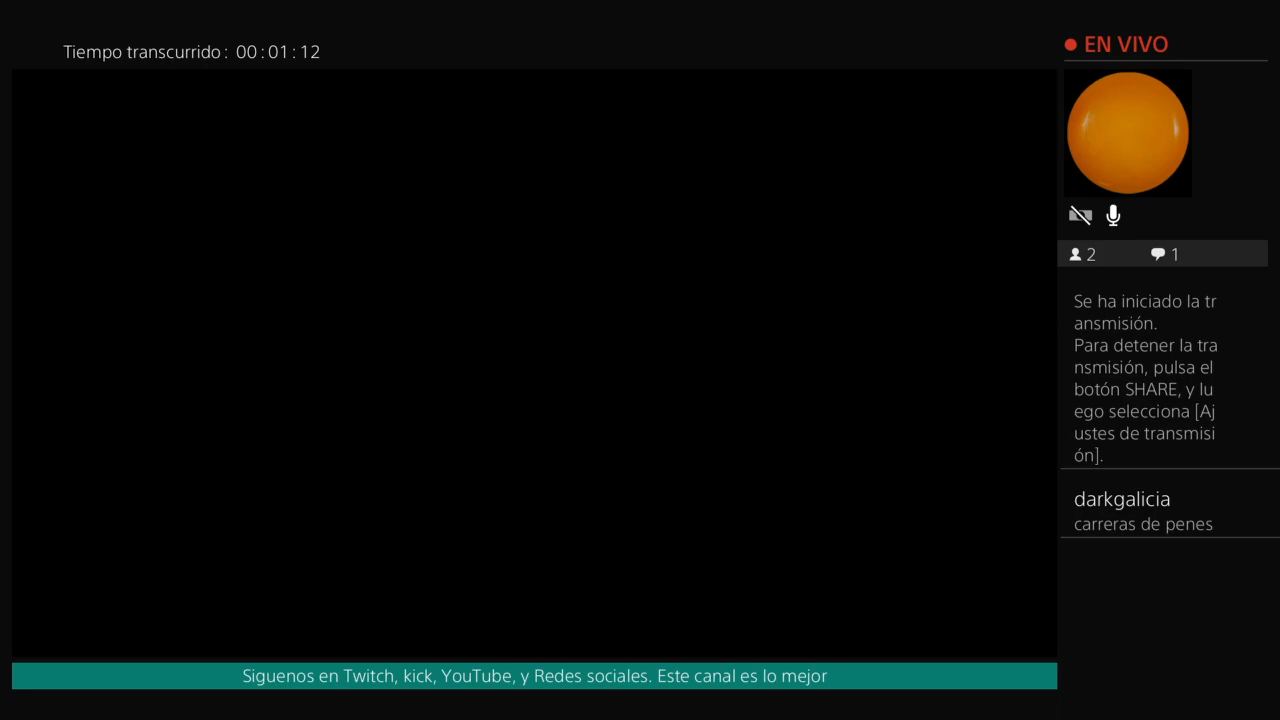 Tiempo transcurrido : 00 : 01 : 12
EN VIVO
2 1
Se ha iniciado la tr
ansmisión.
Para detener la tra
nsmisión, pulsa el
botón SHARE, y lu
ego selecciona [Aj
ustes de transmisi
ón].
darkgalicia
carreras de penes
Siguenos en Twitch, kick, YouTube, y Redes sociales. Este canal es lo mejor